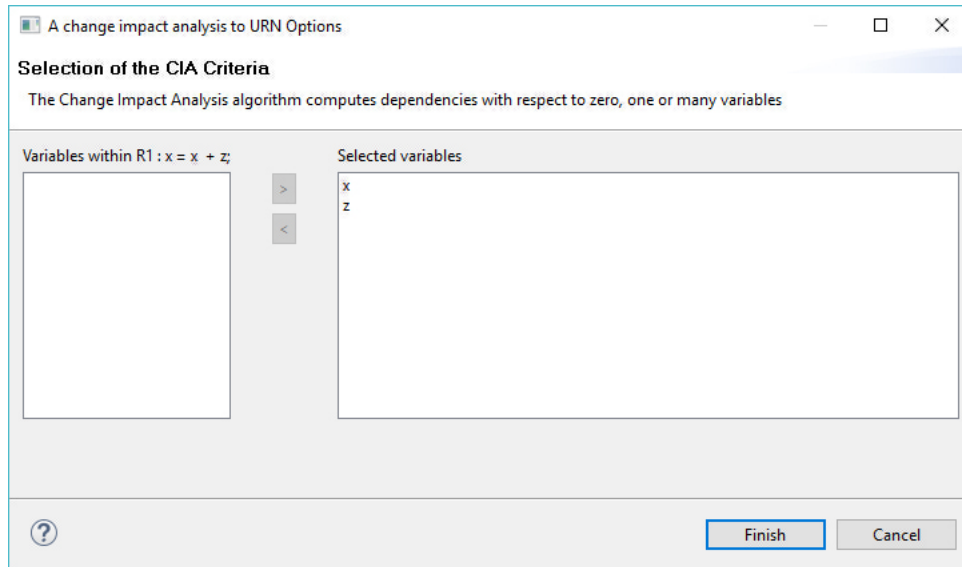 A change impact analysis to URN Options
Selection of the CIA Criteria
The Change Impact Analysis algorithm computes dependencies with respect to zero, one or many variables
Variables within R1 : x = x + z;
Selected variables
>
<
x
z
?
Finish
Cancel